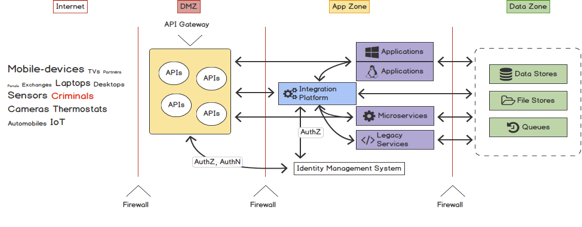 Internet
DMZ
App Zone
Data Zone
API Gateway
APIs
APIs
APIs
APIs
Mobile-devices TVs Partners
People Exchanges Laptops Desktops
Sensors Criminals
Cameras Thermostats
Automobiles IoT
Applications
Applications
Integration
Platform
Microservices
Legacy
Services
AuthZ
AuthZ, AuthN
Identity Management System
Data Stores
File Stores
Queues
Firewall
Firewall
Firewall